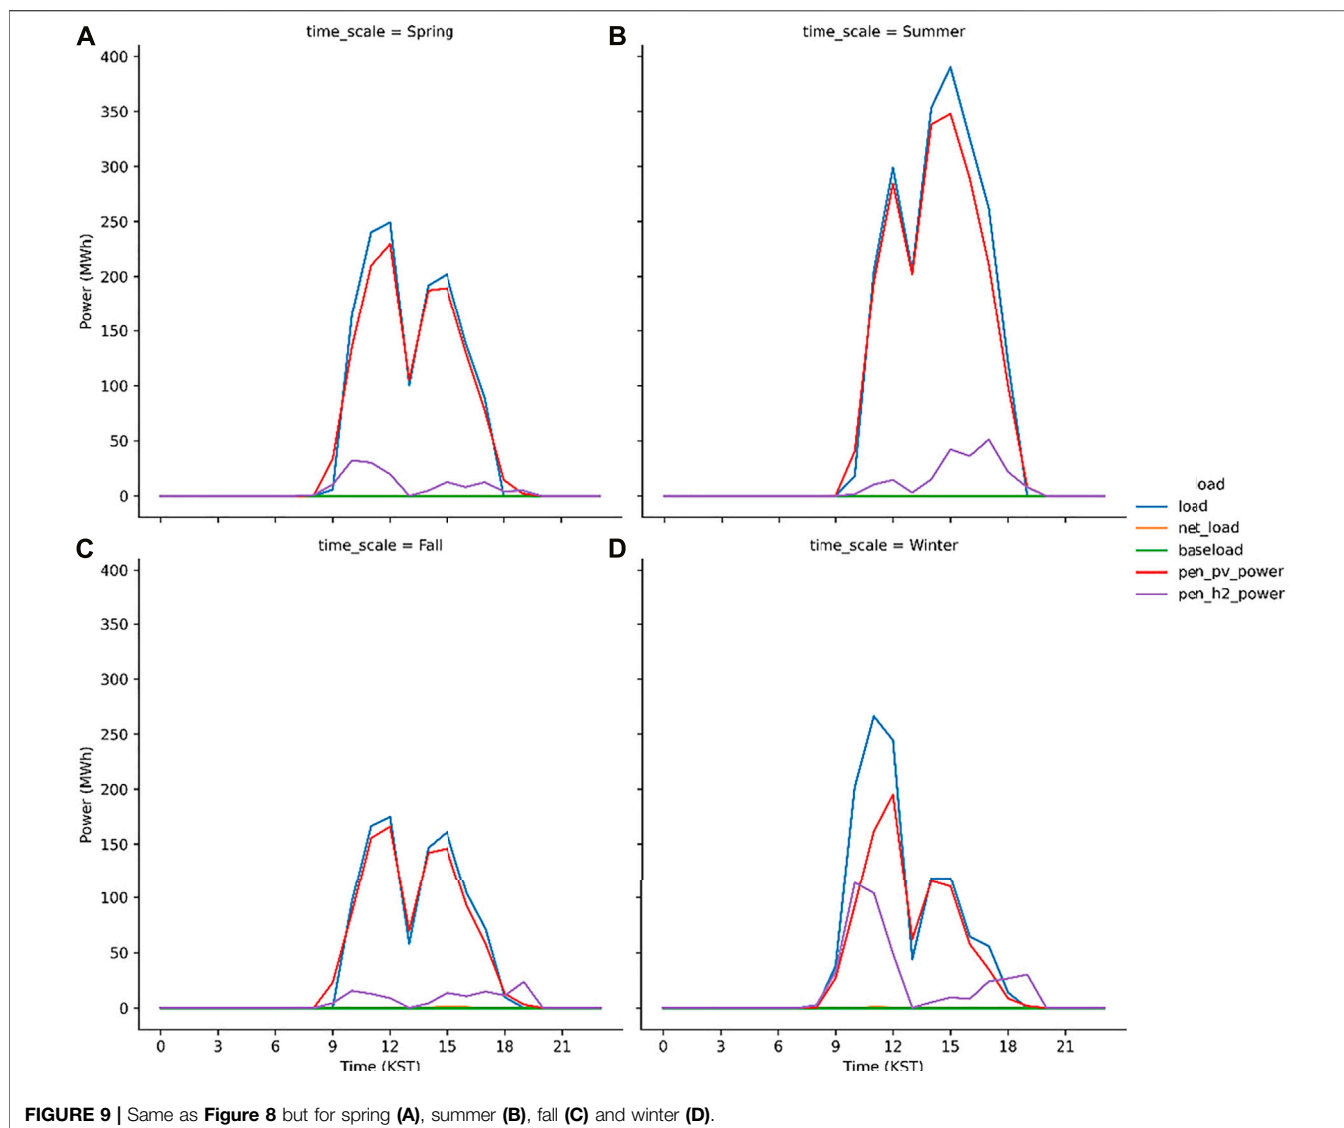 A
time_scale = Spring
B
time_scale = Summer
400
350
300
250
200
150
100
50
0
Power (MWh)
oad
load
net_load
baseload
pen_pv_power
pen_h2_power
C
time_scale = Fall
D
time_scale = Winter
400
350
300
250
200
150
100
50
0
Power (MWh)
0 3 6 9 12 15 18 21
Time (KST)
0 3 6 9 12 15 18 21
Time (KST)
FIGURE 9 | Same as Figure 8 but for spring (A), summer (B), fall (C) and winter (D).